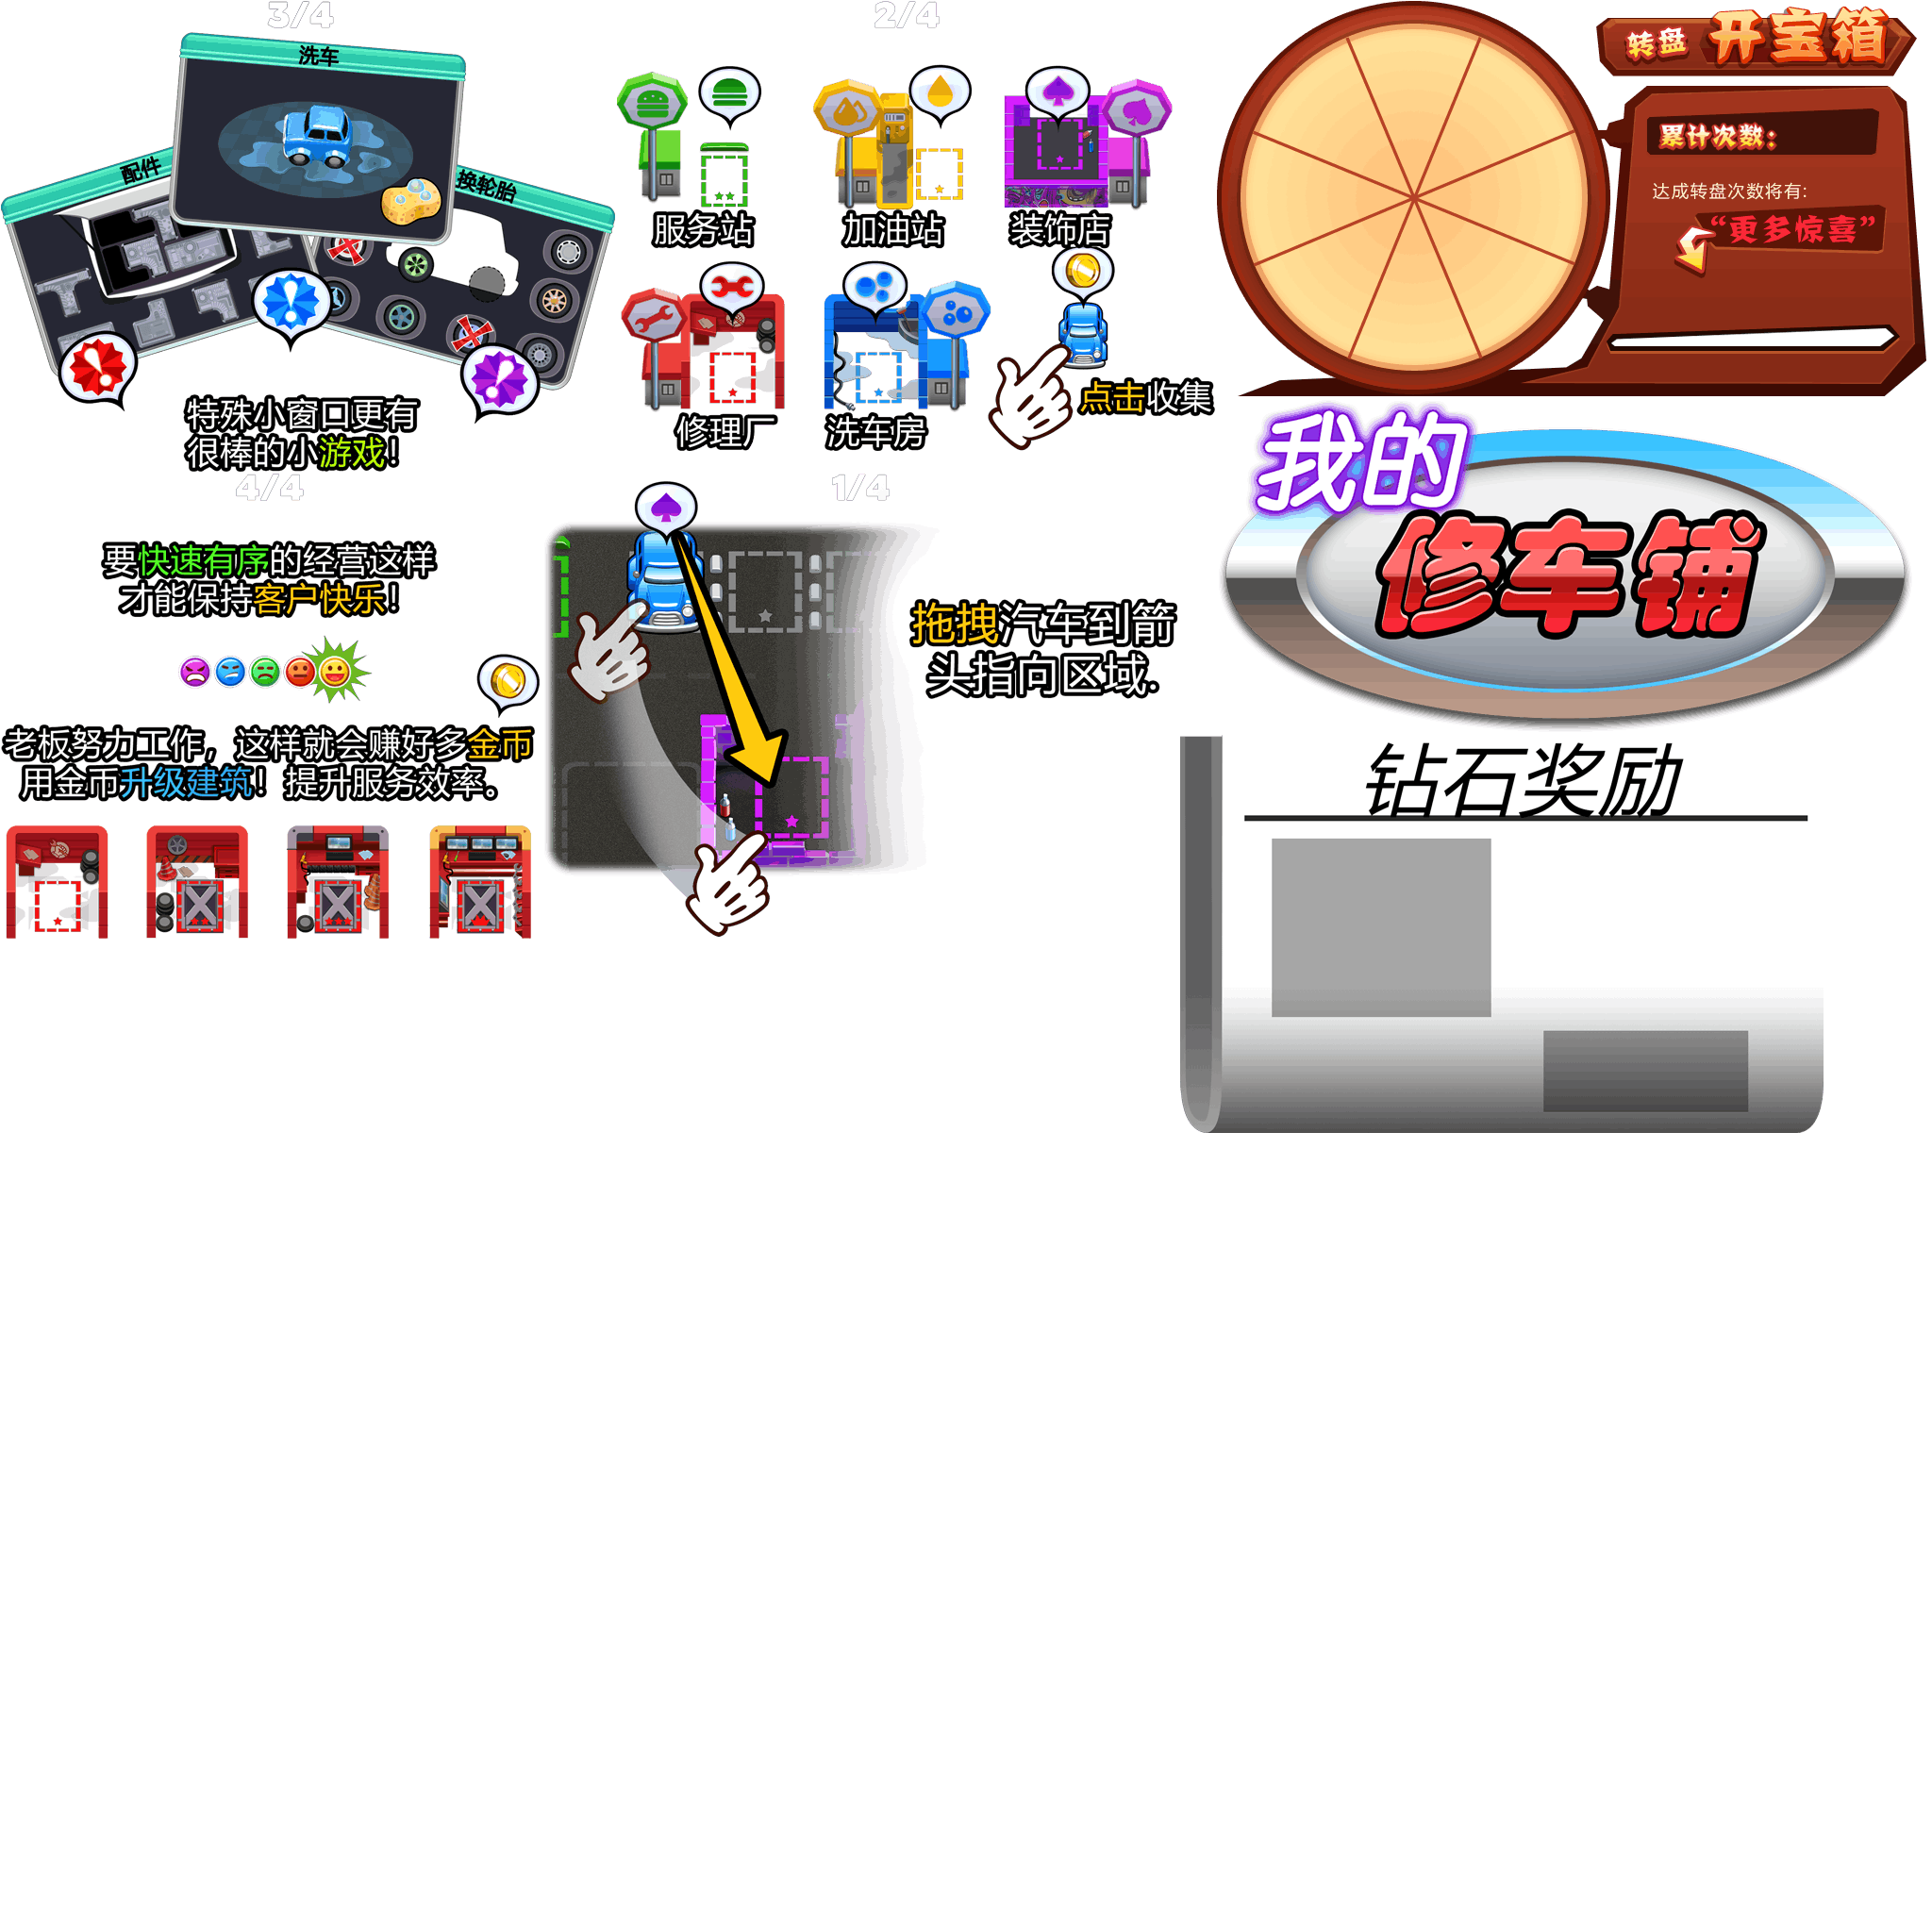 3/4
洗车
配件
换轮胎
特殊小窗口更有
很棒的小游戏!
2/4
服务站
加油站
装饰店
修理厂
洗车房
点击收集
转盘 开宝箱
累计次数:
达成转盘次数将有:
“更多惊喜”
4/4
要快速有序的经营这样
才能保持客户快乐!
老板努力工作，这样就会赚好多金币
用金币升级建筑！提升服务效率。
1/4
拖拽汽车到箭
头指向区域.
我的
修车铺
钻石奖励